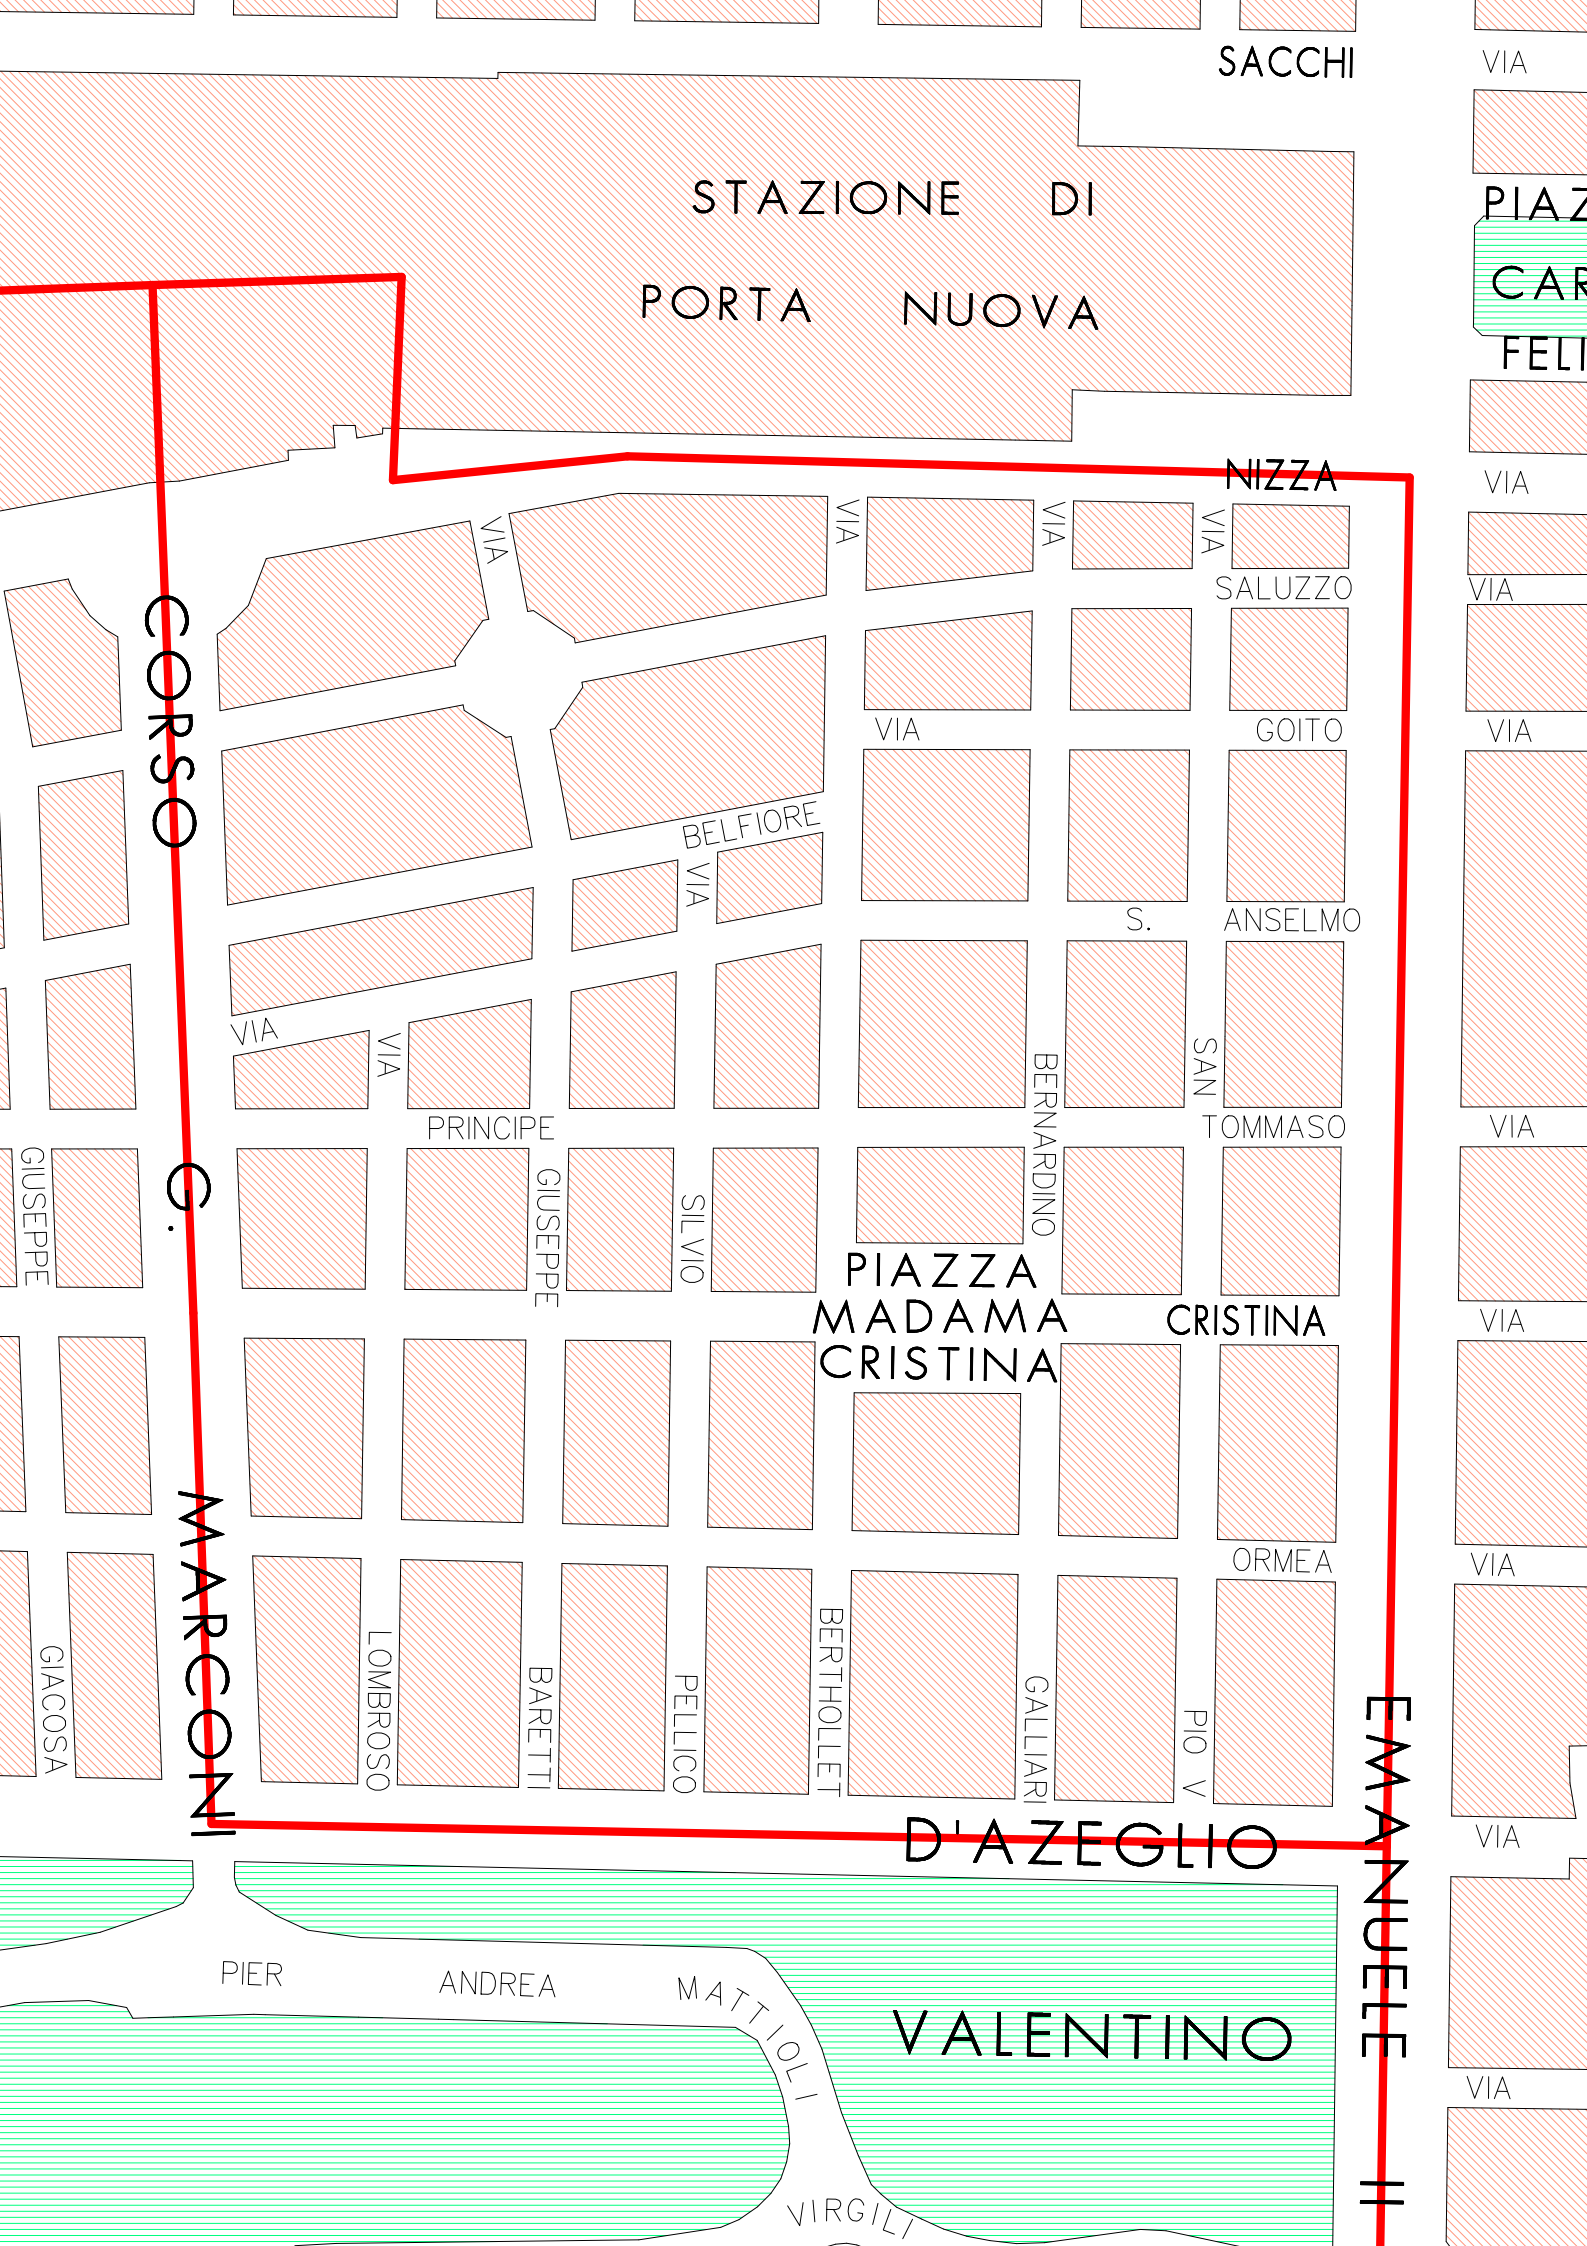 SACCHI VIA
STAZIONE DI
PORTA NUOVA
PIAZ
CAR
FELI
NIZZA VIA
VIA
VIA
VIA
VIA
SALUZZO VIA
VIA GOITO VIA
BELFIORE
VIA
S. ANSELMO
VIA
VIA
PRINCIPE TOMMASO VIA
CORSO G. MARCONI
GIUSEPPE GIACOSA
LOMBROSO
GIUSEPPE BARETTI
SILVIO PELLICO
BERTHOLLET
BERNARDINO GALLIARI
SAN PIO V
PIAZZA
MADAMA
CRISTINA
CRISTINA VIA
ORMEA VIA
D'AZEGLIO VIA
EMANUELE II
PIER ANDREA MATTIOLI
VALENTINO
VIA
VIRGILI